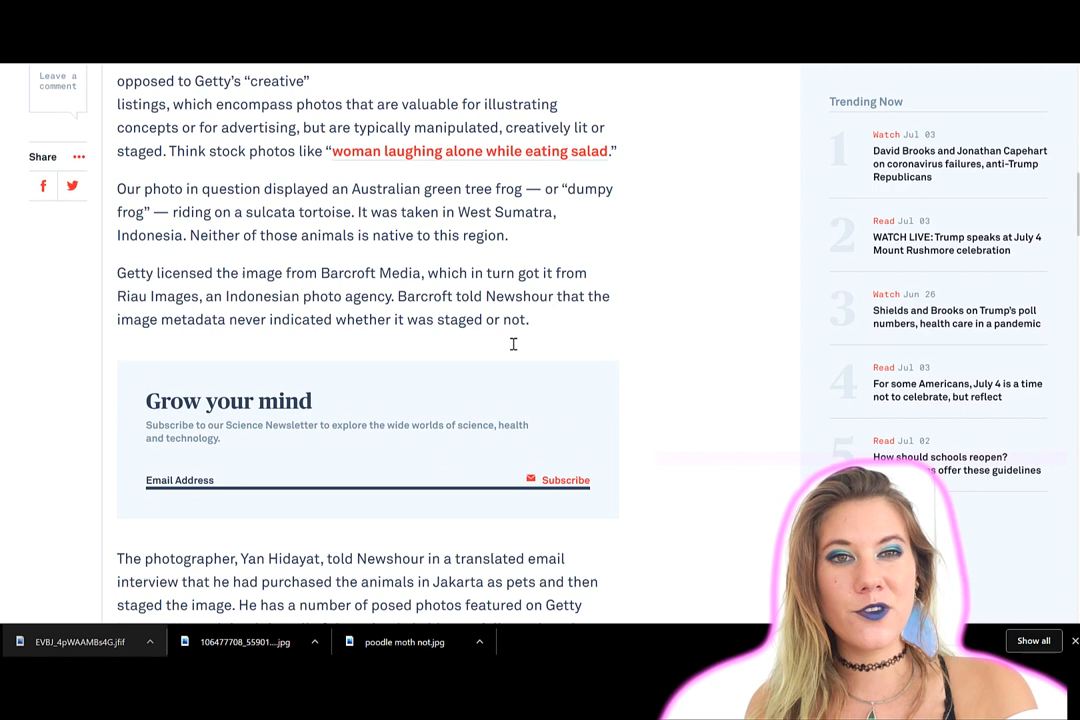 Leave a
comment
Share
opposed to Getty's “creative”
listings, which encompass photos that are valuable for illustrating
concepts or for advertising, but are typically manipulated, creatively lit or
staged. Think stock photos like “woman laughing alone while eating salad.”
Our photo in question displayed an Australian green tree frog — or “dumpy
frog” — riding on a sulcata tortoise. It was taken in West Sumatra,
Indonesia. Neither of those animals is native to this region.
Getty licensed the image from Barcroft Media, which in turn got it from
Riau Images, an Indonesian photo agency. Barcroft told Newshour that the
image metadata never indicated whether it was staged or not.
Grow your mind
Subscribe to our Science Newsletter to explore the wide worlds of science, health
and technology.
Email Address
Subscribe
The photographer, Yan Hidayat, told Newshour in a translated email
interview that he had purchased the animals in Jakarta as pets and then
staged the image. He has a number of posed photos featured on Getty
Trending Now
1
Watch Jul 03
David Brooks and Jonathan Capehart
on coronavirus failures, anti-Trump
Republicans
2
Read Jul 03
WATCH LIVE: Trump speaks at July 4
Mount Rushmore celebration
3
Watch Jun 26
Shields and Brooks on Trump's poll
numbers, health care in a pandemic
4
Read Jul 03
For some Americans, July 4 is a time
not to celebrate, but reflect
5
Read Jul 02
How should schools reopen?
offer these guidelines
EVBJ_4pWAAMBs4G.jfif
106477708_55901....jpg
poodle moth not.jpg
Show all